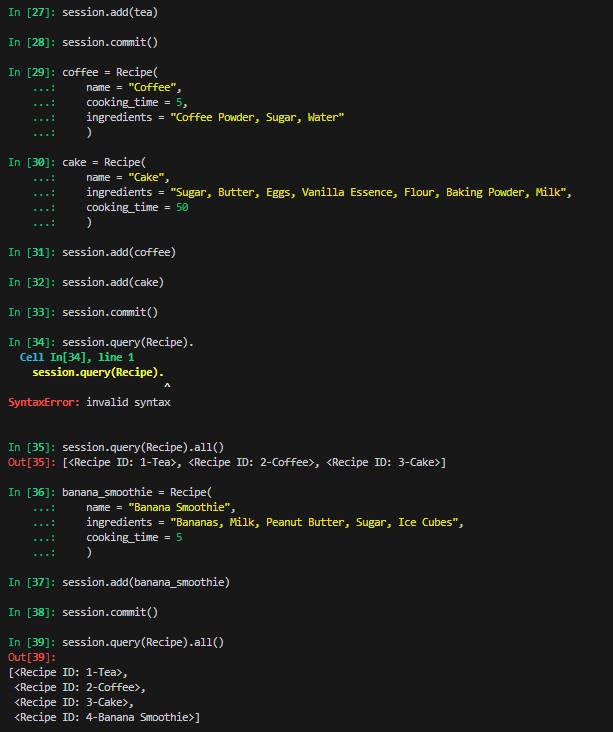 In [27]: session.add(tea)
In [28]: session.commit()
In [29]: coffee = Recipe(
    ...:     name = "Coffee",
    ...:     cooking_time = 5,
    ...:     ingredients = "Coffee Powder, Sugar, Water"
    ...:     )
In [30]: cake = Recipe(
    ...:     name = "Cake",
    ...:     ingredients = "Sugar, Butter, Eggs, Vanilla Essence, Flour, Baking Powder, Milk",
    ...:     cooking_time = 50
    ...:     )
In [31]: session.add(coffee)
In [32]: session.add(cake)
In [33]: session.commit()
In [34]: session.query(Recipe).
  Cell In[34], line 1
    session.query(Recipe).
                          ^
SyntaxError: invalid syntax
In [35]: session.query(Recipe).all()
Out[35]: [<Recipe ID: 1-Tea>, <Recipe ID: 2-Coffee>, <Recipe ID: 3-Cake>]
In [36]: banana_smoothie = Recipe(
    ...:     name = "Banana Smoothie",
    ...:     ingredients = "Bananas, Milk, Peanut Butter, Sugar, Ice Cubes",
    ...:     cooking_time = 5
    ...:     )
In [37]: session.add(banana_smoothie)
In [38]: session.commit()
In [39]: session.query(Recipe).all()
Out[39]:
[<Recipe ID: 1-Tea>,
 <Recipe ID: 2-Coffee>,
 <Recipe ID: 3-Cake>,
 <Recipe ID: 4-Banana Smoothie>]